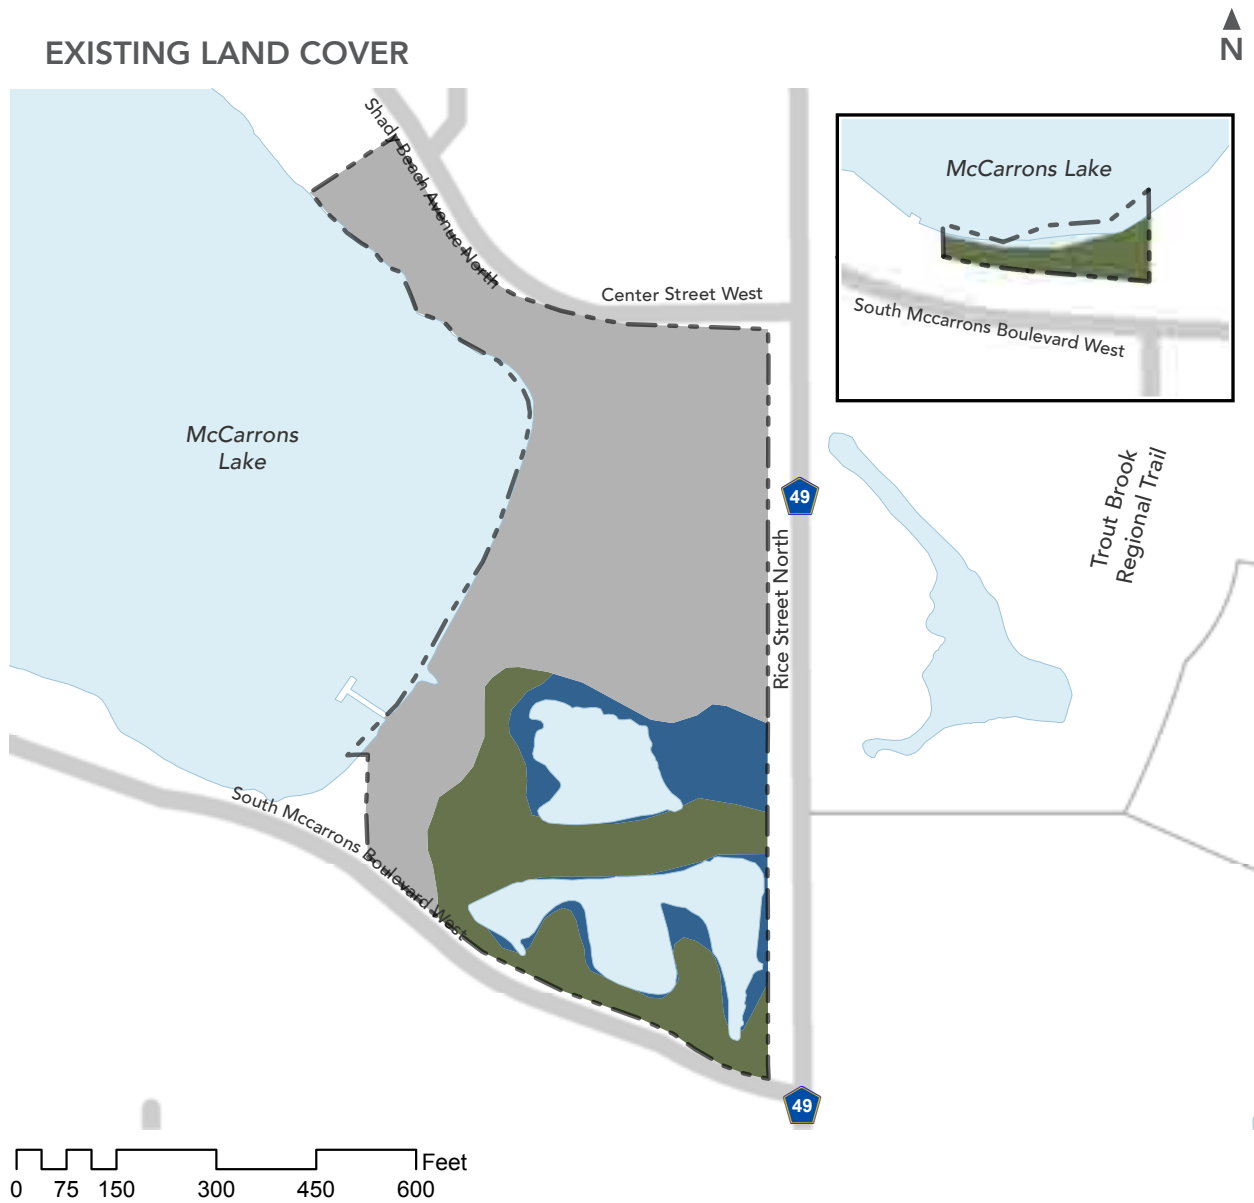 EXISTING LAND COVER
N
Shady Beach Avenue North
Center Street West
McCarrons Lake
South Mccarrons Boulevard West
McCarrons
Lake
49
Rice Street North
Trout Brook
Regional Trail
South Mccarrons Boulevard West
49
Feet
0 75 150 300 450 600